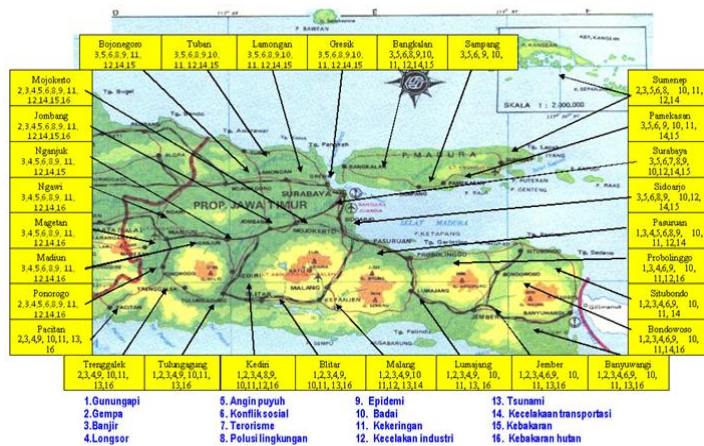 P. BAWEAN
Bojonegoro
3,5,6.8.9, 11,
12,14,15
Tuban
3,5,6.8.9,10.
11, 12,14,15
Lamongan
3,5,6.8.9,10.
11, 12,14,15
Gresik
3,5,6.8.9,10.
11, 12,14,15
Bangkalan
3,5,6,8,9,10,
11, 12,14,15
Sampang
3,5,6, 9, 10,
SKALA 1 : 2.000.000
Mojokerto
2,3,4,5,6,8,9, 11,
12,14,15,16
Jombang
2,3,4,5,6,8,9, 11,
12,14,15,16
Nganjuk
3,4,5,6,8,9, 11,
12,14,16
Ngawi
3,4,5,6,8,9, 11,
12,14,16
Magetan
3,4,5,6,8,9, 11,
12,14,16
Madiun
3,4,5,6,8,9, 11,
12,14,16
Ponorogo
2,3,4,5,6,8,9, 11,
12,14,16
Pacitan
2,3,4,9, 10,11, 13,
16
Sumenep
2,3,5,6,8, 10, 11,
12,14
Pamekasan
3,5,6, 9, 10, 11,
14,15
Surabaya
3,5,6,7,8,9,
10,12,14,15
Sidoarjo
3,5,6,8,9, 10,12,
14,15
Pasuruan
1,3,4,5,6,8,9, 10,
11, 12,14
Probolinggo
1,3,4,6,9, 10,
11,12,16
Situbondo
1,2,3,4,6,9, 10,
11, 14
Bondowoso
1,2,3,4,6,9, 10,
11,14,16
P. MADURA
BANGKALAN
SURABAYA
PROP. JAWA TIMUR
LAMONGAN
BANDARA
JUANDA
SELAT MADURA
MOJOKERTO
P.KETAPANG
PASURUAN
PROBOLINGGO
SITUBONDO
BONDOWOSO
KEDIRI
MALANG
KEPANJEN
BLITAR
TULUNGAGUNG
TRENGGALEK
PACITAN
LUMAJANG
JEMBER
BANYUWANGI
Gilimanuk
Trenggalek
2,3,4,9, 10,11,
13,16
Tulungagung
1,2,3,4,9, 10,11,
13,16
Kediri
1,2,3,4,8,9,
10,11,12,16
Blitar
1,2,3,4,9,
10,11, 13,16
Malang
1,2,3,4,9,10
11,12,13,14
Lumajang
1,2,3,4,6,9, 10,
11, 13, 16
Jember
1,2,3,4,6,9, 10,
11, 13,16
Banyuwangi
1,2,3,4,6,9, 10,
11, 13,16
1.Gunungapi
2.Gempa
3.Banjir
4.Longsor
5. Angin puyuh
6. Konflik sosial
7. Terorisme
8. Polusi lingkungan
9. Epidemi
10. Badai
11. Kekeringan
12. Kecelakan industri
13. Tsunami
14. Kecelakaan transportasi
15. Kebakaran
16. Kebakaran hutan